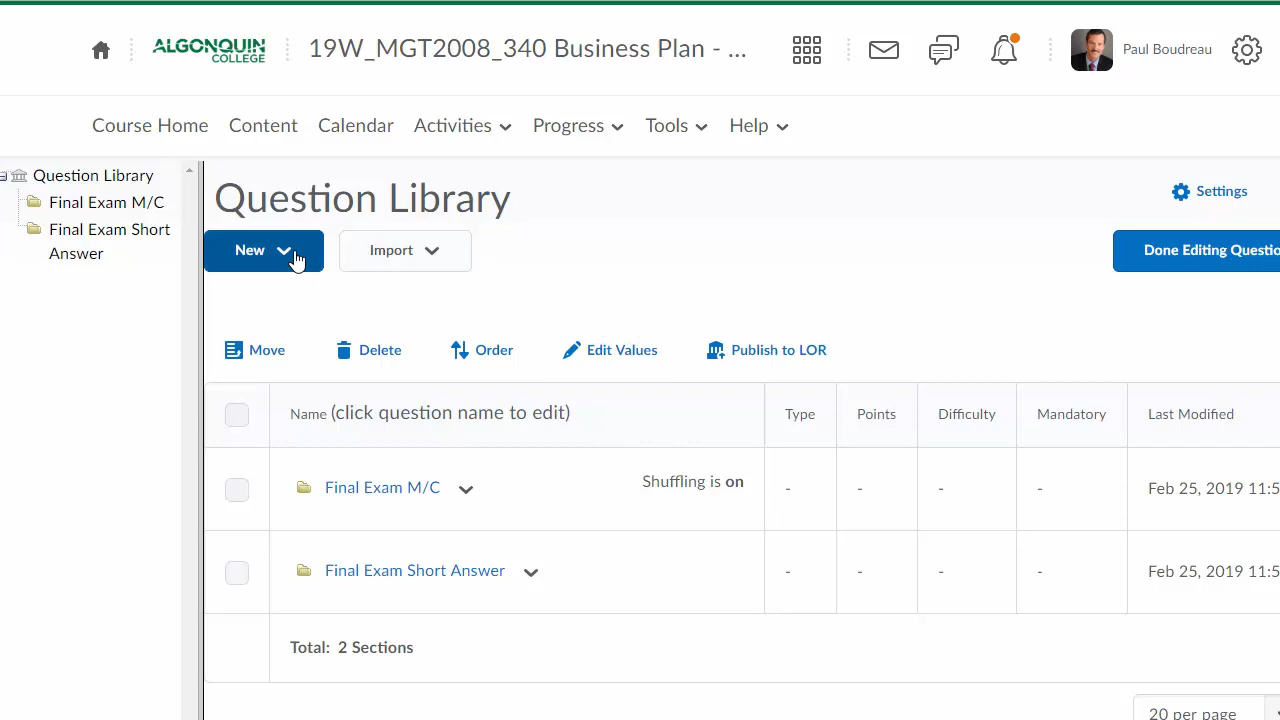 ALGONQUIN
COLLEGE
19W_MGT2008_340 Business Plan - ...
Paul Boudreau
Course Home Content Calendar Activities Progress Tools Help
Question Library
Final Exam M/C
Final Exam Short
Answer
Question Library
Settings
New Import Done Editing Questio
Move Delete Order Edit Values Publish to LOR
Name (click question name to edit) Type Points Difficulty Mandatory Last Modified
Final Exam M/C Shuffling is on - - - - Feb 25, 2019 11:5
Final Exam Short Answer - - - - Feb 25, 2019 11:5
Total: 2 Sections
20 per page